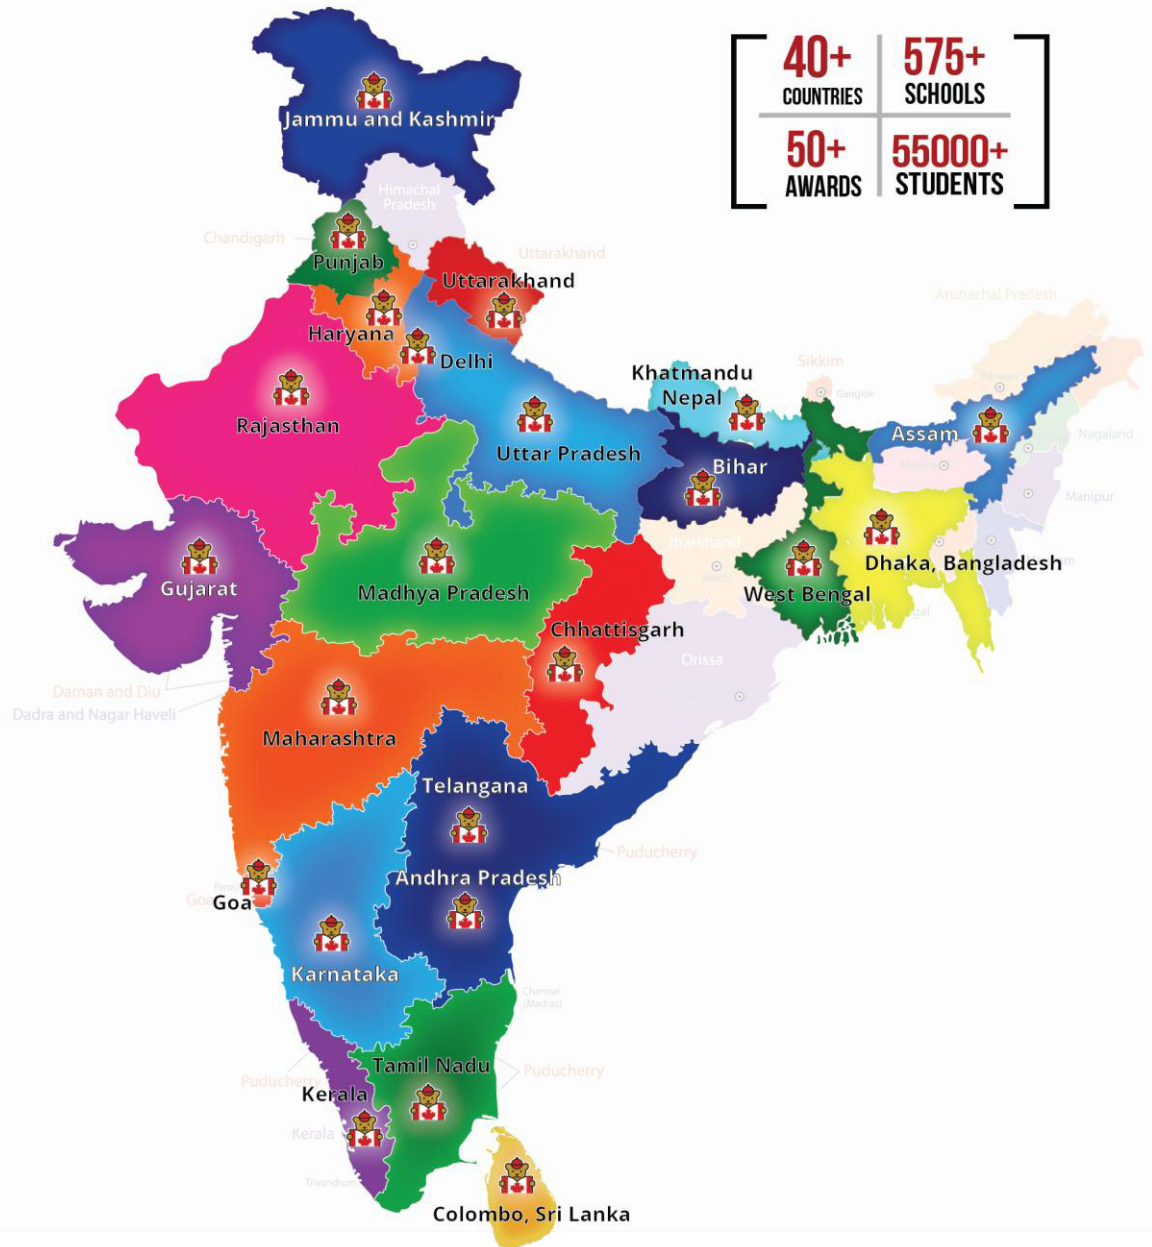 40+
COUNTRIES
575+
SCHOOLS
50+
AWARDS
55000+
STUDENTS
Jammu and Kashmir
Himachal
Pradesh
Chandigarh
Punjab
Uttarakhand
Uttarakhand
Haryana
Delhi
Arunachal Pradesh
Khatmandu
Nepal
Sikkim
Ganglok
Rajasthan
Uttar Pradesh
Bihar
Assam
Nagaland
Manipur
Gujarat
Madhya Pradesh
Jharkhand
West Bengal
Dhaka, Bangladesh
Chhattisgarh
Orissa
Daman and Diu
Dadra and Nagar Haveli
Maharashtra
Telangana
Andhra Pradesh
Puducherry
Goa
Goa
Karnataka
Chennai
(Madras)
Tamil Nadu
Puducherry
Puducherry
Kerala
Kerala
Trivandrum
Colombo, Sri Lanka